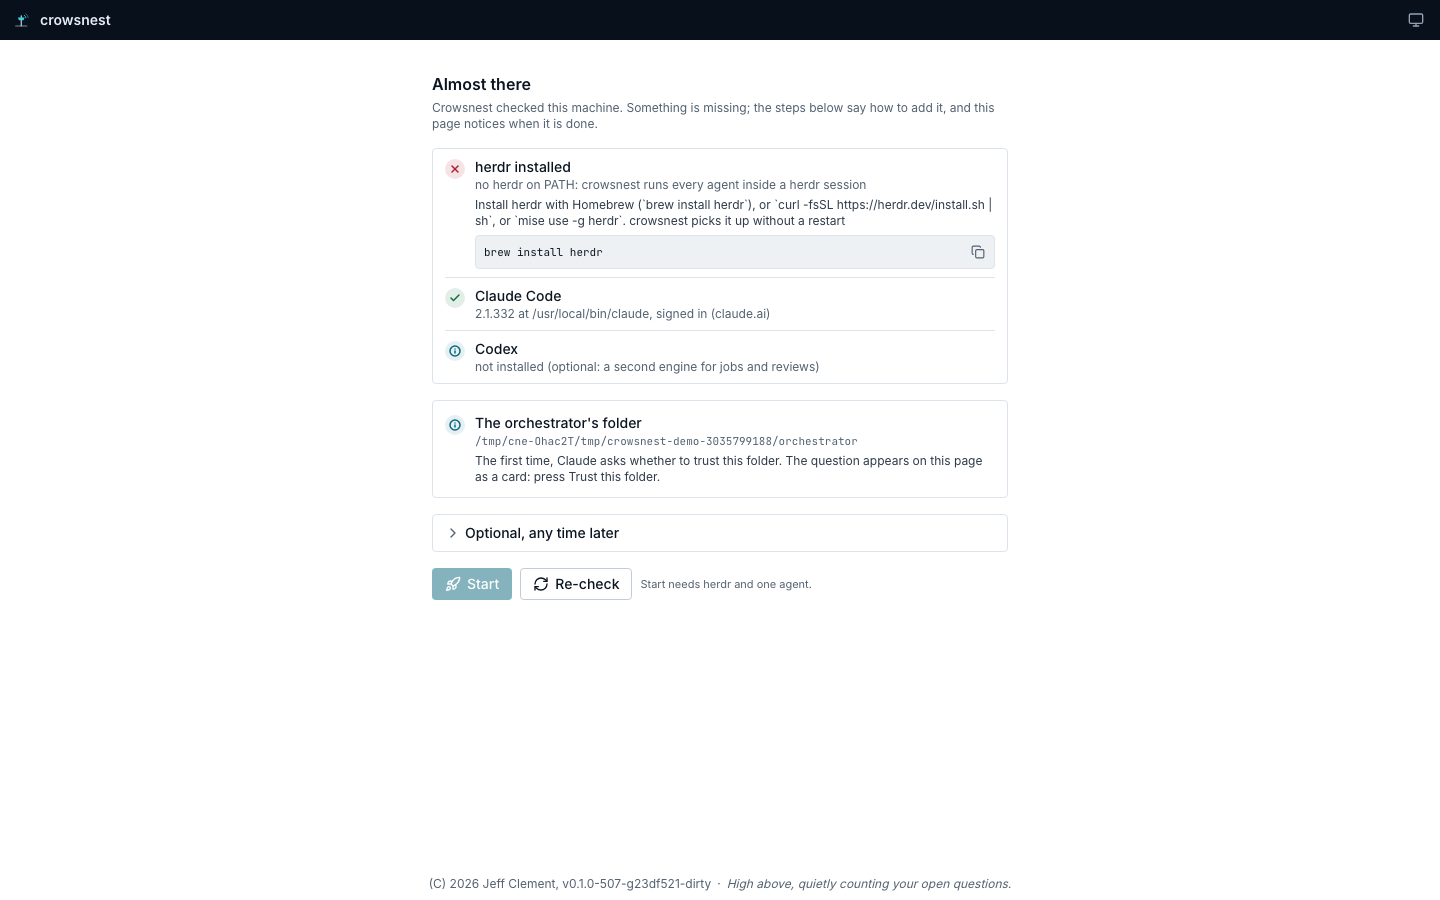 crowsnest
Almost there
Crowsnest checked this machine. Something is missing; the steps below say how to add it, and this
page notices when it is done.
herdr installed
no herdr on PATH: crowsnest runs every agent inside a herdr session
Install herdr with Homebrew (`brew install herdr`), or `curl -fsSL https://herdr.dev/install.sh |
sh`, or `mise use -g herdr`. crowsnest picks it up without a restart
brew install herdr
Claude Code
2.1.332 at /usr/local/bin/claude, signed in (claude.ai)
Codex
not installed (optional: a second engine for jobs and reviews)
The orchestrator's folder
/tmp/cne-Ohac2T/tmp/crowsnest-demo-3035799188/orchestrator
The first time, Claude asks whether to trust this folder. The question appears on this page
as a card: press Trust this folder.
Optional, any time later
Start
Re-check
Start needs herdr and one agent.
(C) 2026 Jeff Clement, v0.1.0-507-g23df521-dirty · High above, quietly counting your open questions.